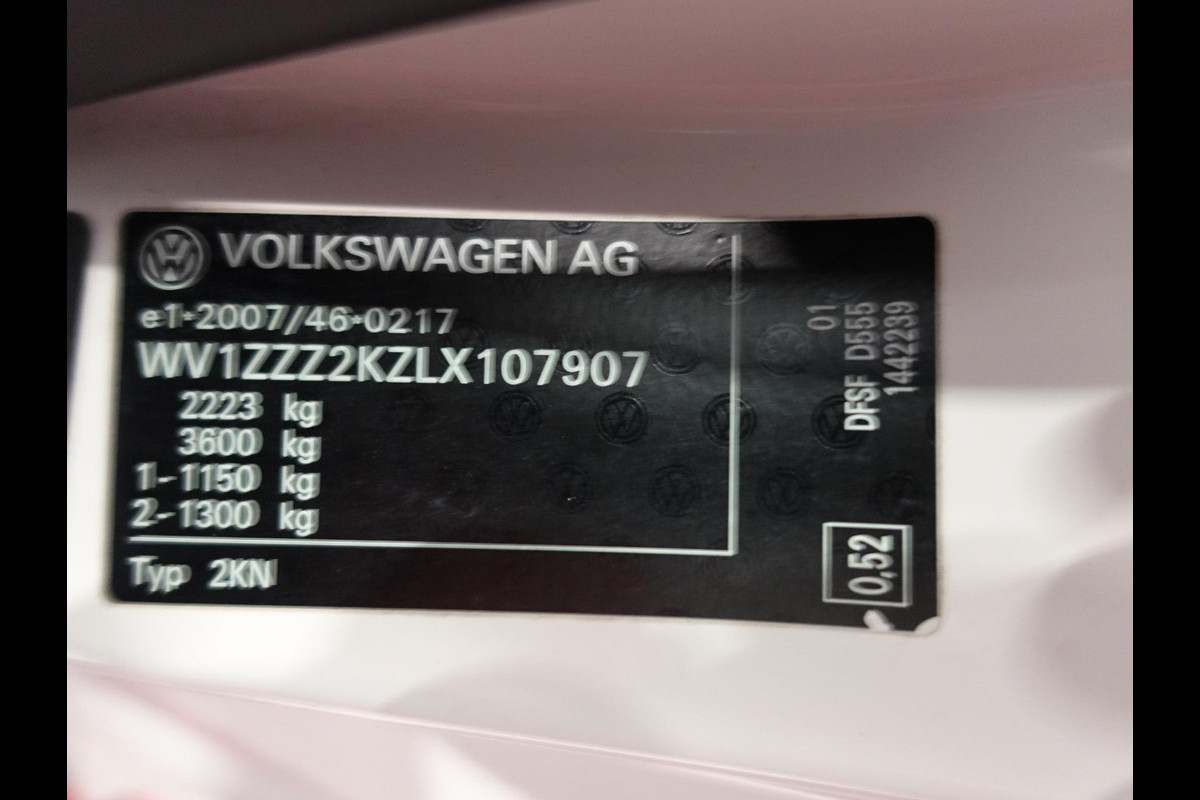 VOLKSWAGEN AG
e1*2007/46*0217
WV1ZZZ2KZLX107907
2223 kg
3600 kg
1-1150 kg
2-1300 kg
Typ 2KN
01
DFSF D555
1442239
0,52